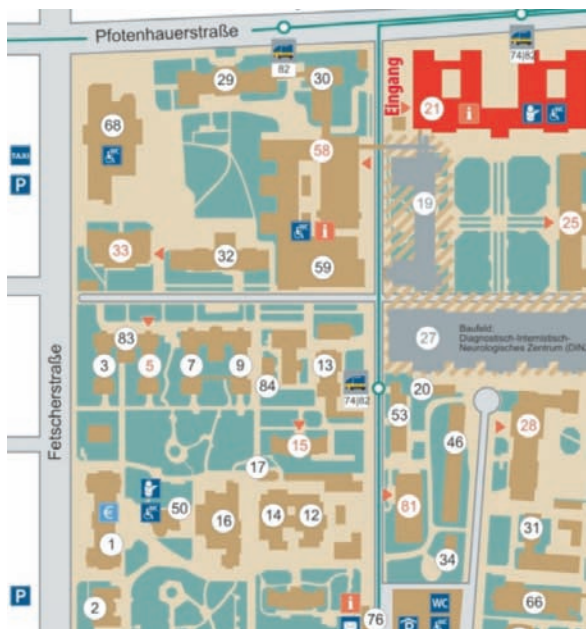 Pfotenhauerstraße
82
74|82
29
30
Eingang
21
i
68
WC
58
TAXI
P
19
25
33
32
WC
i
59
83
3
5
7
9
84
13
74|82
27
Baufeld:
Diagnostisch-Internistisch-
Neurologisches Zentrum (DINZ
20
53
46
28
Fetscherstraße
15
17
€
50
16
14
12
81
1
31
34
2
P
i
76
WC
P
66